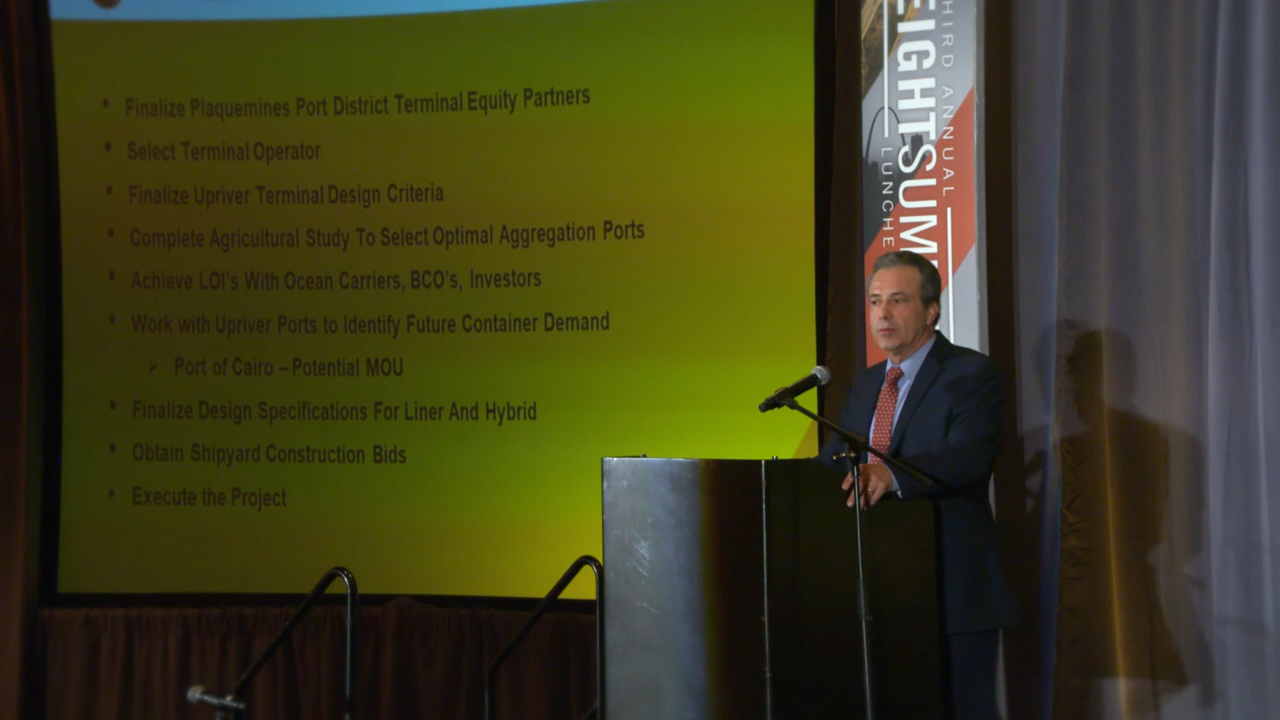 Finalize Plaquemines Port District Terminal Equity Partners
Select Terminal Operator
Finalize Upriver Terminal Design Criteria
Complete Agricultural Study To Select Optimal Aggregation Ports
Achieve LOI's With Ocean Carriers, BCO's, Investors
Work with Upriver Ports to Identify Future Container Demand
Port of Cairo – Potential MOU
Finalize Design Specifications For Liner And Hybrid
Obtain Shipyard Construction Bids
Execute the Project
HIRD ANNUAL
EIGHTSUM
LUNCHE